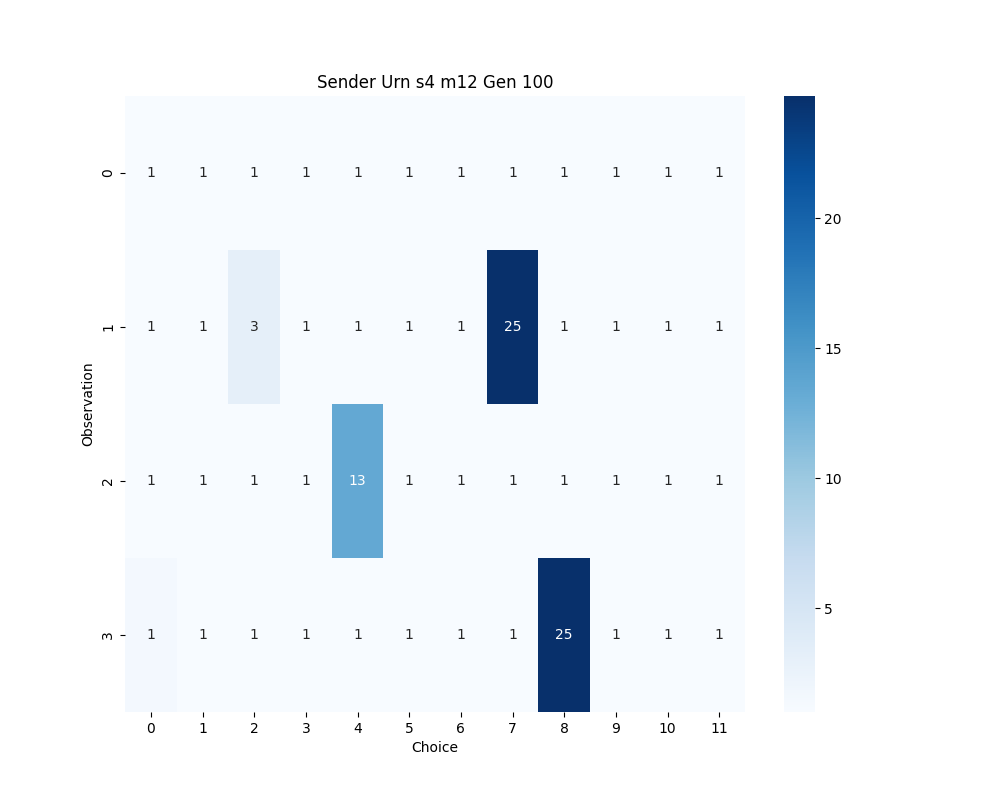 Sender Urn s4 m12 Gen 100
0 1 1 1 1 1 1 1 1 1 1 1 1
1 1 1 3 1 1 1 1 25 1 1 1 1
2 1 1 1 1 13 1 1 1 1 1 1 1
3 1 1 1 1 1 1 1 1 25 1 1 1
Observation
0 1 2 3 4 5 6 7 8 9 10 11
Choice
20
15
10
5